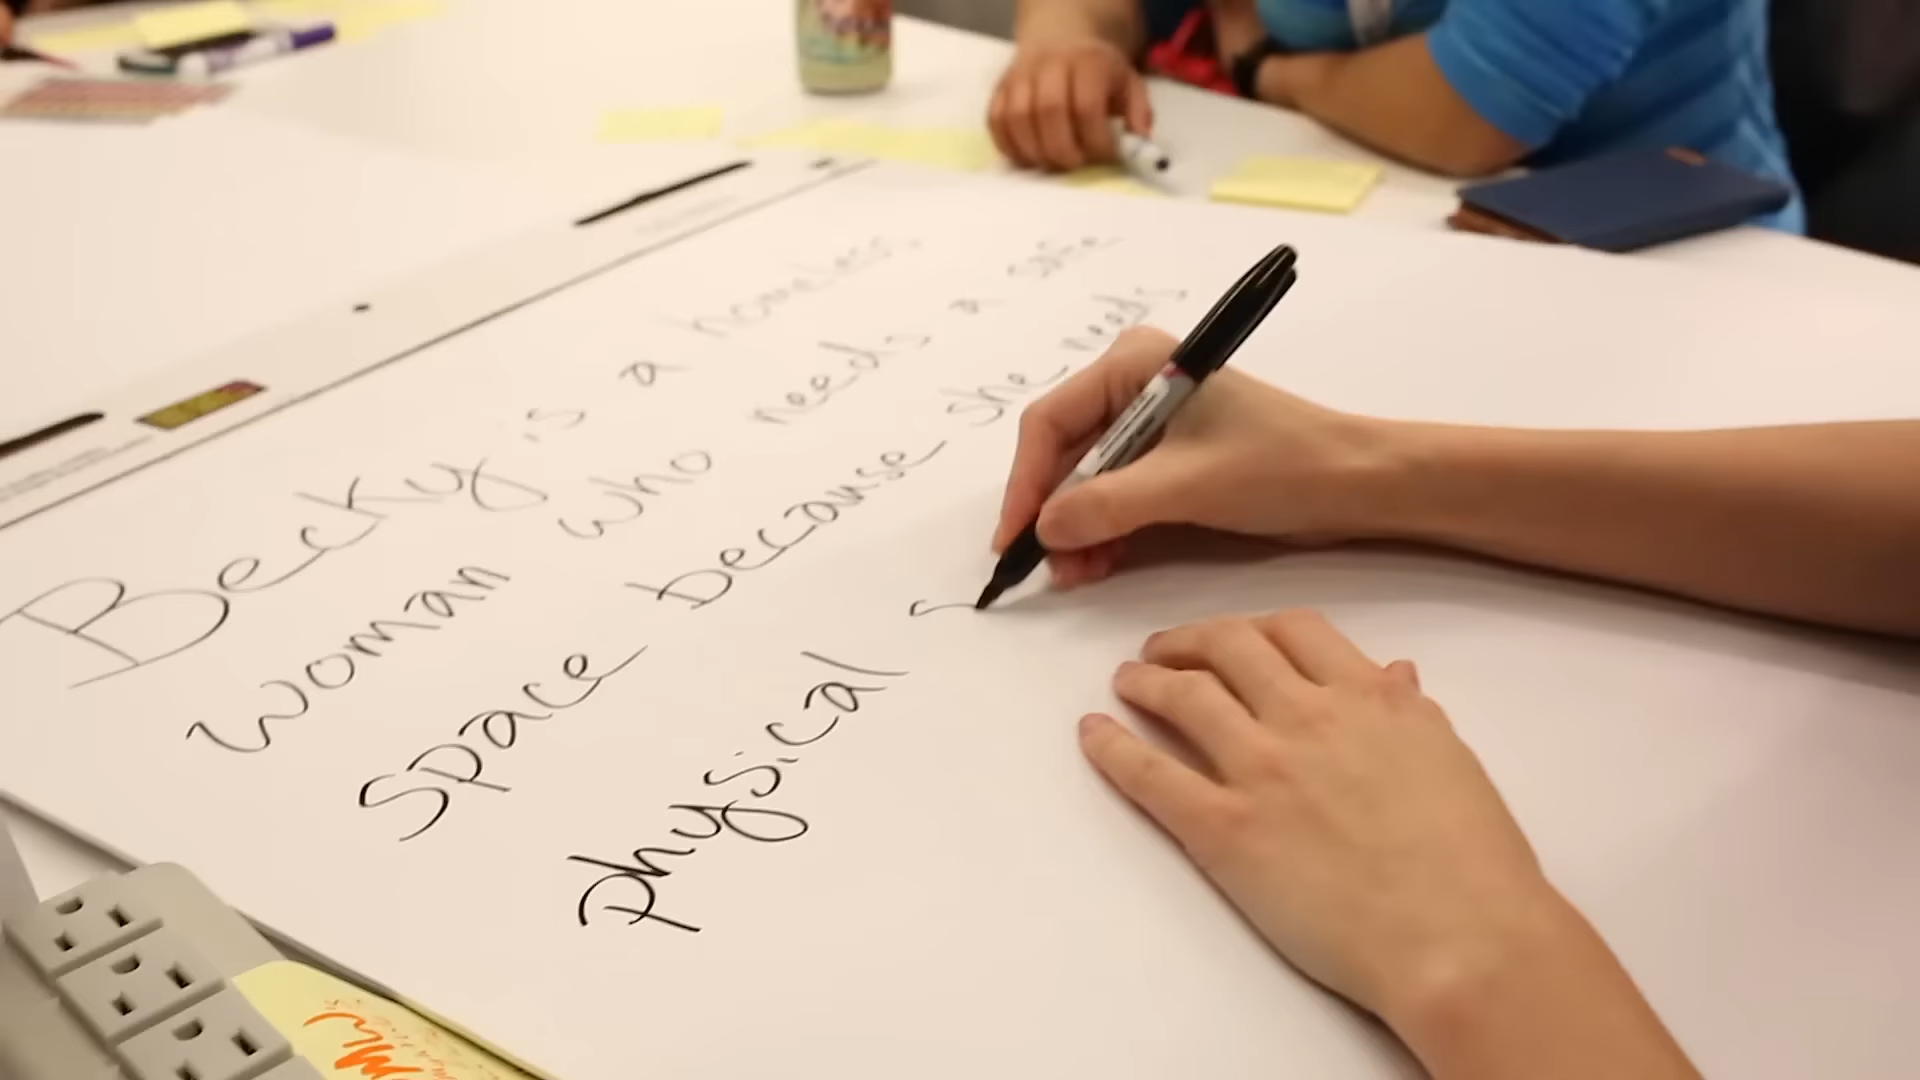 Becky is a homeless
woman who needs a safe
space because she needs
physical s